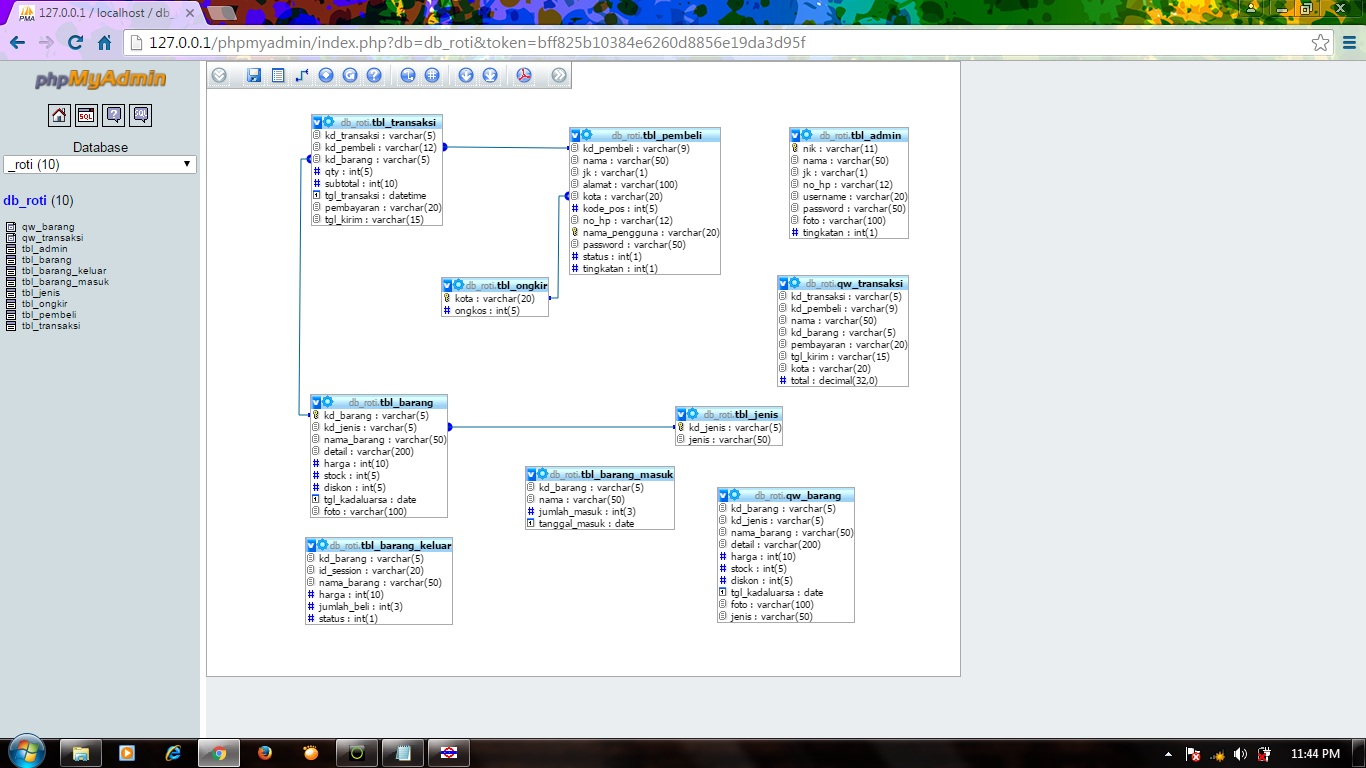 127.0.0.1 / localhost / db_
127.0.0.1/phpmyadmin/index.php?db=db_roti&token=bff825b10384e6260d8856e19da3d95f
phpMyAdmin
SQL
Database
_roti (10)
db_roti (10)
qw_barang
qw_transaksi
tbl_admin
tbl_barang
tbl_barang_keluar
tbl_barang_masuk
tbl_jenis
tbl_ongkir
tbl_pembeli
tbl_transaksi
db_roti.tbl_transaksi
kd_transaksi : varchar(5)
kd_pembeli : varchar(12)
kd_barang : varchar(5)
qty : int(5)
subtotal : int(10)
tgl_transaksi : datetime
pembayaran : varchar(20)
tgl_kirim : varchar(15)
db_roti.tbl_pembeli
kd_pembeli : varchar(9)
nama : varchar(50)
jk : varchar(1)
alamat : varchar(100)
kota : varchar(20)
kode_pos : int(5)
no_hp : varchar(12)
nama_pengguna : varchar(20)
password : varchar(50)
status : int(1)
tingkatan : int(1)
db_roti.tbl_admin
nik : varchar(11)
nama : varchar(50)
jk : varchar(1)
no_hp : varchar(12)
username : varchar(20)
password : varchar(50)
foto : varchar(100)
tingkatan : int(1)
db_roti.tbl_ongkir
kota : varchar(20)
ongkos : int(5)
db_roti.qw_transaksi
kd_transaksi : varchar(5)
kd_pembeli : varchar(9)
nama : varchar(50)
kd_barang : varchar(5)
pembayaran : varchar(20)
tgl_kirim : varchar(15)
kota : varchar(20)
total : decimal(32,0)
db_roti.tbl_barang
kd_barang : varchar(5)
kd_jenis : varchar(5)
nama_barang : varchar(50)
detail : varchar(200)
harga : int(10)
stock : int(5)
diskon : int(5)
tgl_kadaluarsa : date
foto : varchar(100)
db_roti.tbl_jenis
kd_jenis : varchar(5)
jenis : varchar(50)
db_roti.tbl_barang_masuk
kd_barang : varchar(5)
nama : varchar(50)
jumlah_masuk : int(3)
tanggal_masuk : date
db_roti.qw_barang
kd_barang : varchar(5)
kd_jenis : varchar(5)
nama_barang : varchar(50)
detail : varchar(200)
harga : int(10)
stock : int(5)
diskon : int(5)
tgl_kadaluarsa : date
foto : varchar(100)
jenis : varchar(50)
db_roti.tbl_barang_keluar
kd_barang : varchar(5)
id_session : varchar(20)
nama_barang : varchar(50)
harga : int(10)
jumlah_beli : int(3)
status : int(1)
11:44 PM